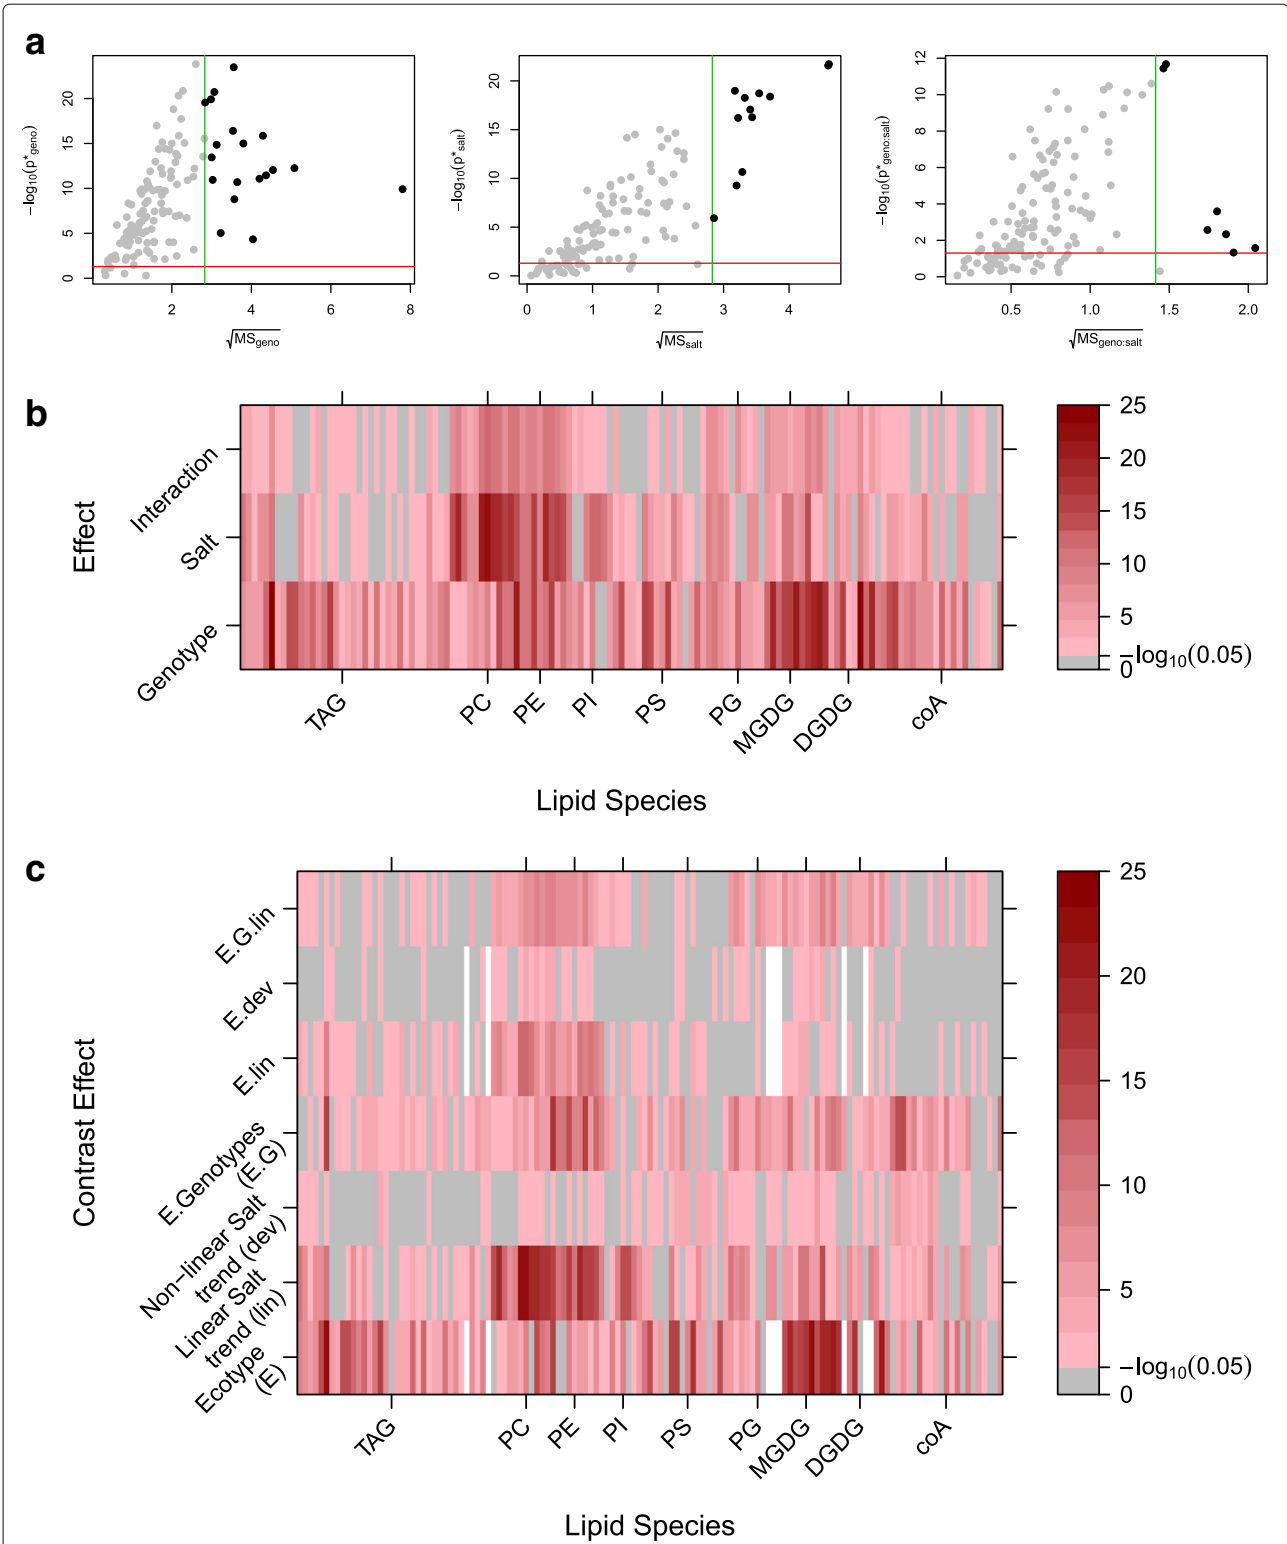 a
−log₁₀(p*geno)
0 5 10 15 20
2 4 6 8
√MSgeno
−log₁₀(p*salt)
0 5 10 15 20
0 1 2 3 4
√MSsalt
−log₁₀(p*geno:salt)
0 2 4 6 8 10 12
0.5 1.0 1.5 2.0
√MSgeno:salt
b
Effect
Interaction
Salt
Genotype
TAG PC PE PI PS PG MGDG DGDG coA
Lipid Species
25
20
15
10
5
−log₁₀(0.05)
0
c
Contrast Effect
E.G.lin
E.dev
E.lin
E.Genotypes
(E.G)
Non−linear Salt
trend (dev)
Linear Salt
trend (lin)
Ecotype
(E)
TAG PC PE PI PS PG MGDG DGDG coA
Lipid Species
25
20
15
10
5
−log₁₀(0.05)
0